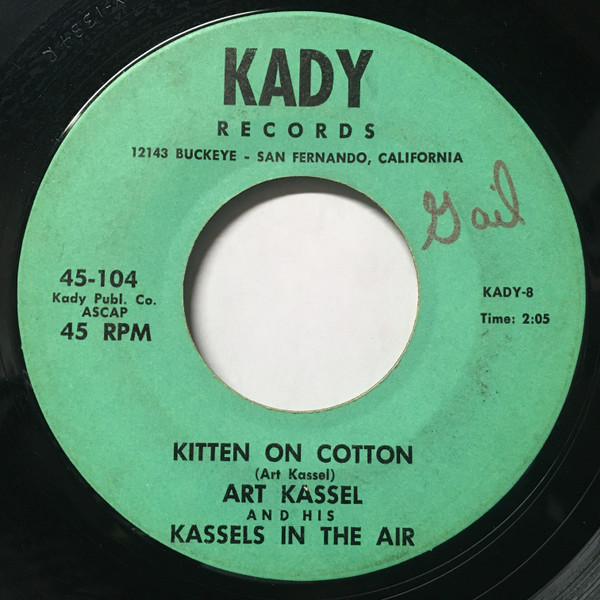 KADY
RECORDS
12143 BUCKEYE - SAN FERNANDO, CALIFORNIA
Gail
45-104
Kady Publ. Co.
ASCAP
45 RPM
KADY-8
Time: 2:05
KITTEN ON COTTON
(Art Kassel)
ART KASSEL
AND HIS
KASSELS IN THE AIR